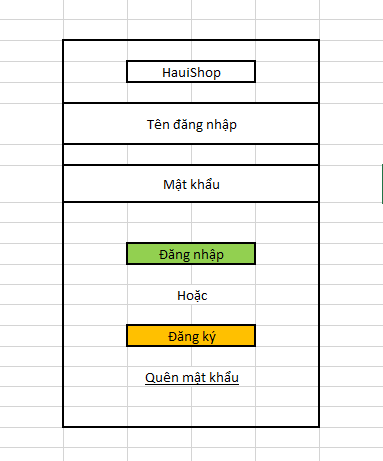 HauiShop
Tên đăng nhập
Mật khẩu
Đăng nhập
Hoặc
Đăng ký
Quên mật khẩu